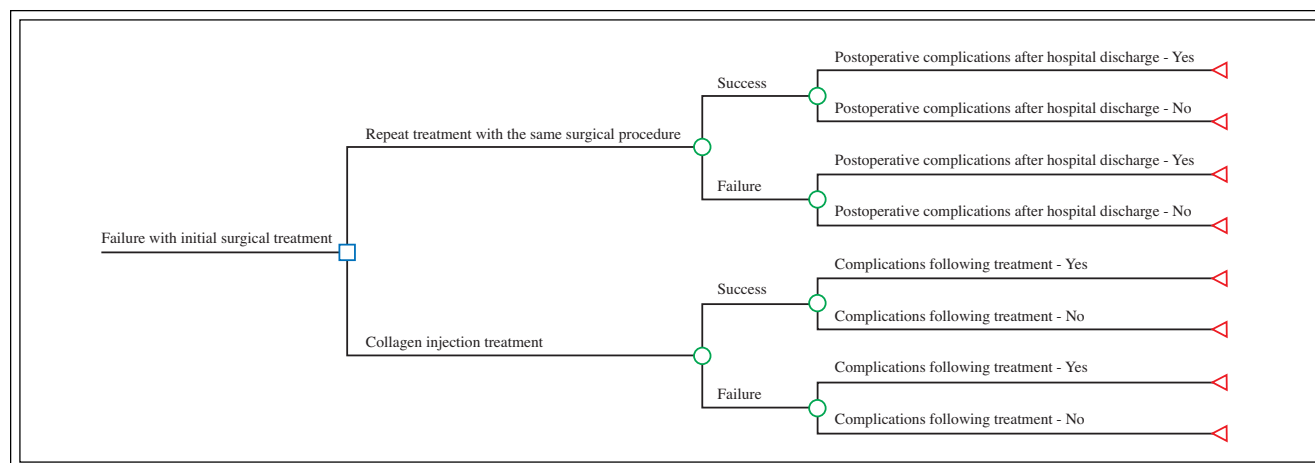 Postoperative complications after hospital discharge - Yes
Success
Postoperative complications after hospital discharge - No
Repeat treatment with the same surgical procedure
Postoperative complications after hospital discharge - Yes
Failure
Postoperative complications after hospital discharge - No
Failure with initial surgical treatment
Complications following treatment - Yes
Success
Complications following treatment - No
Collagen injection treatment
Complications following treatment - Yes
Failure
Complications following treatment - No